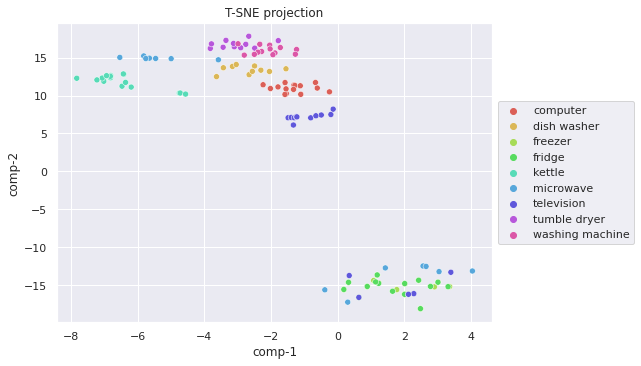 T-SNE projection
15
10
5
0
−5
−10
−15
comp-2
−8
−6
−4
−2
0
2
4
comp-1
computer
dish washer
freezer
fridge
kettle
microwave
television
tumble dryer
washing machine